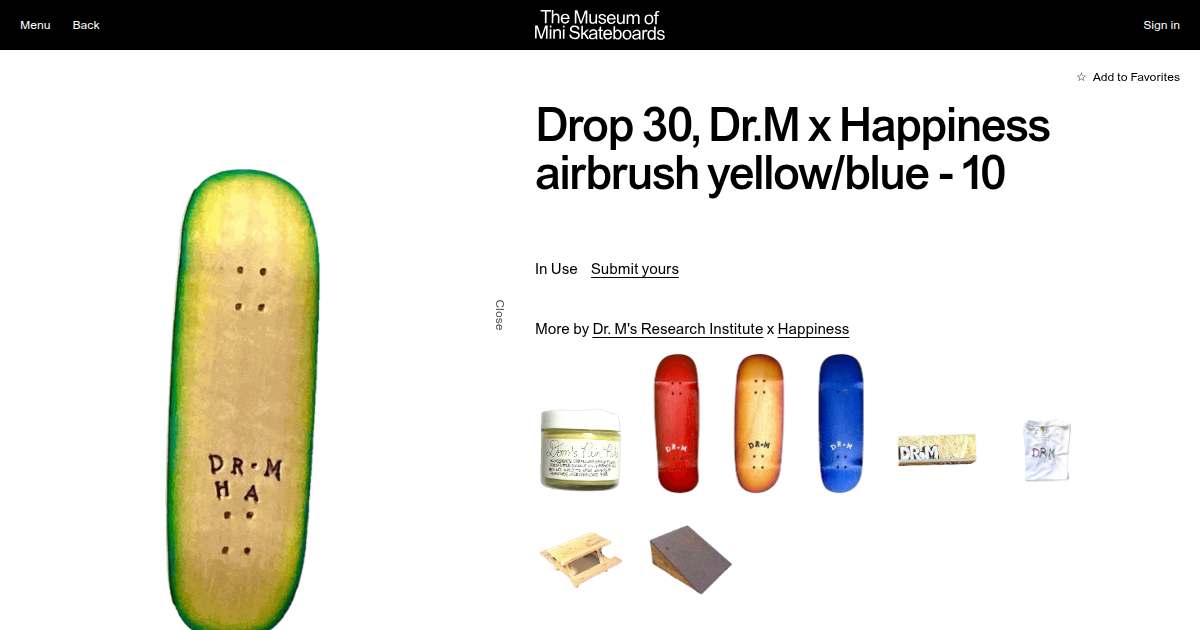 Menu
Back
The Museum of
Mini Skateboards
Sign in
☆ Add to Favorites
Drop 30, Dr.M x Happiness
airbrush yellow/blue - 10
In Use
Submit yours
Close
More by Dr. M's Research Institute x Happiness
DR·M
H A
DR·M
DR·M
DR·M
DR·M
DR·M